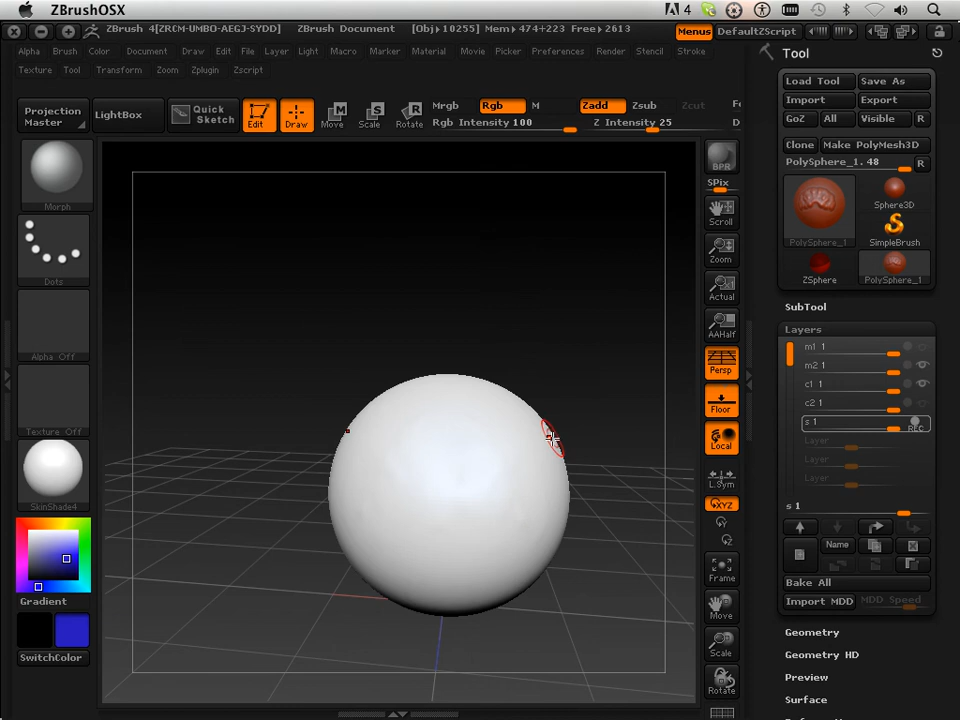 ZBrushOSX
4
ZBrush 4[ZRCM-UMBO-AEGJ-SYDD] ZBrush Document [Obj▸10255] Mem▸474+223 Free▸2613 Menus DefaultZScript
Alpha Brush Color Document Draw Edit File Layer Light Macro Marker Material Movie Picker Preferences Render Stencil Stroke
Texture Tool Transform Zoom Zplugin Zscript
Projection Master
LightBox
Quick Sketch
Edit
Draw
Move
Scale
Rotate
Mrgb Rgb M Zadd Zsub Zcut
Rgb Intensity 100 Z Intensity 25
Morph
Dots
Alpha Off
Texture Off
SkinShade4
Gradient
SwitchColor
BPR
SPix
Scroll
Zoom
Actual
AAHalf
Persp
Floor
Local
L.Sym
XYZ
Frame
Move
Scale
Rotate
Tool
Load Tool Save As
Import Export
GoZ All Visible R
Clone Make PolyMesh3D
PolySphere_1. 48 R
PolySphere_1
Sphere3D
SimpleBrush
ZSphere
PolySphere_1
SubTool
Layers
m1 1
m2 1
c1 1
c2 1
s 1 REC
Layer
Layer
Layer
s 1
Name
Bake All
Import MDD MDD Speed
Geometry
Geometry HD
Preview
Surface